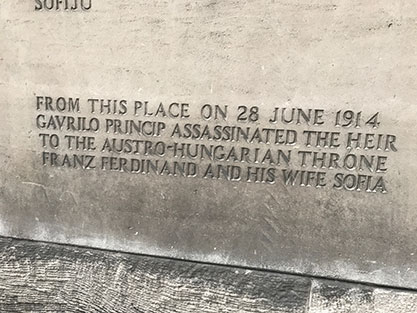 SOFIJU
FROM THIS PLACE ON 28 JUNE 1914
GAVRILO PRINCIP ASSASSINATED THE HEIR
TO THE AUSTRO-HUNGARIAN THRONE
FRANZ FERDINAND AND HIS WIFE SOFIA